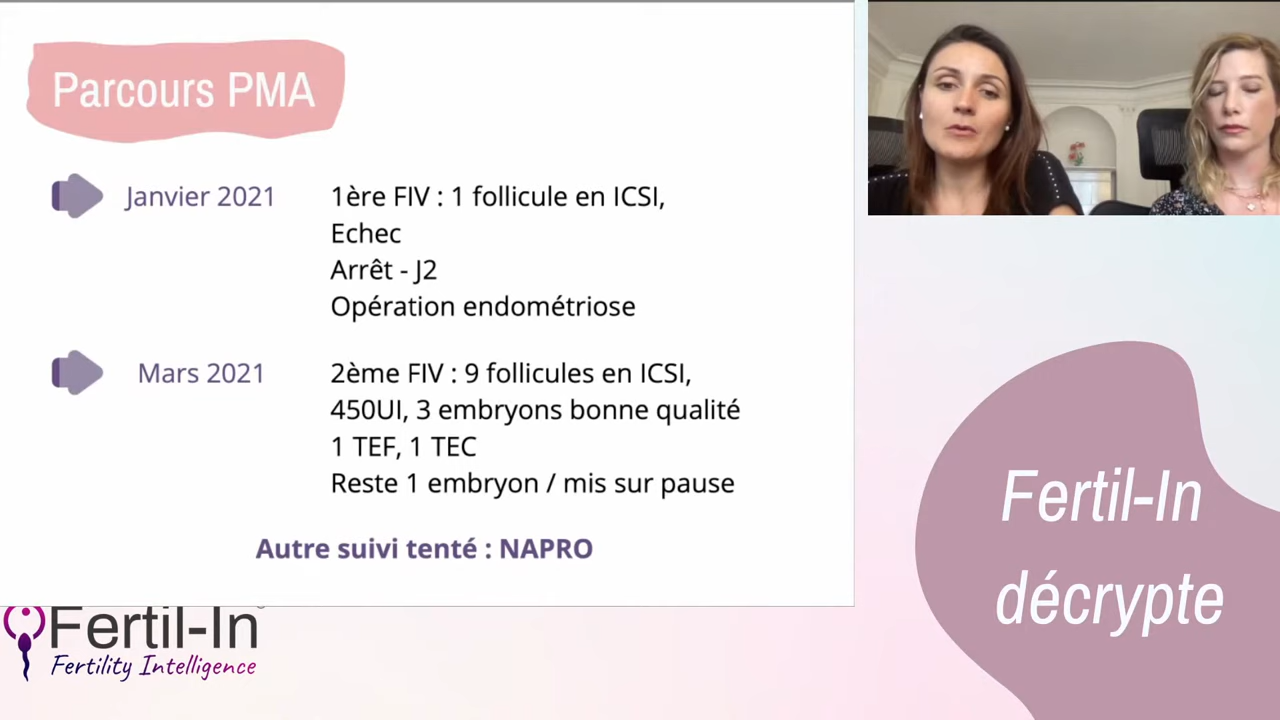 Parcours PMA
Janvier 2021
1ère FIV : 1 follicule en ICSI,
Echec
Arrêt - J2
Opération endométriose
Mars 2021
2ème FIV : 9 follicules en ICSI,
450UI, 3 embryons bonne qualité
1 TEF, 1 TEC
Reste 1 embryon / mis sur pause
Autre suivi tenté : NAPRO
Fertil-In
Fertility Intelligence
Fertil-In
décrypte